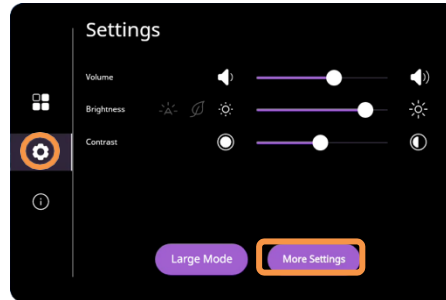 Settings
Volume
Brightness
Contrast
Large Mode
More Settings